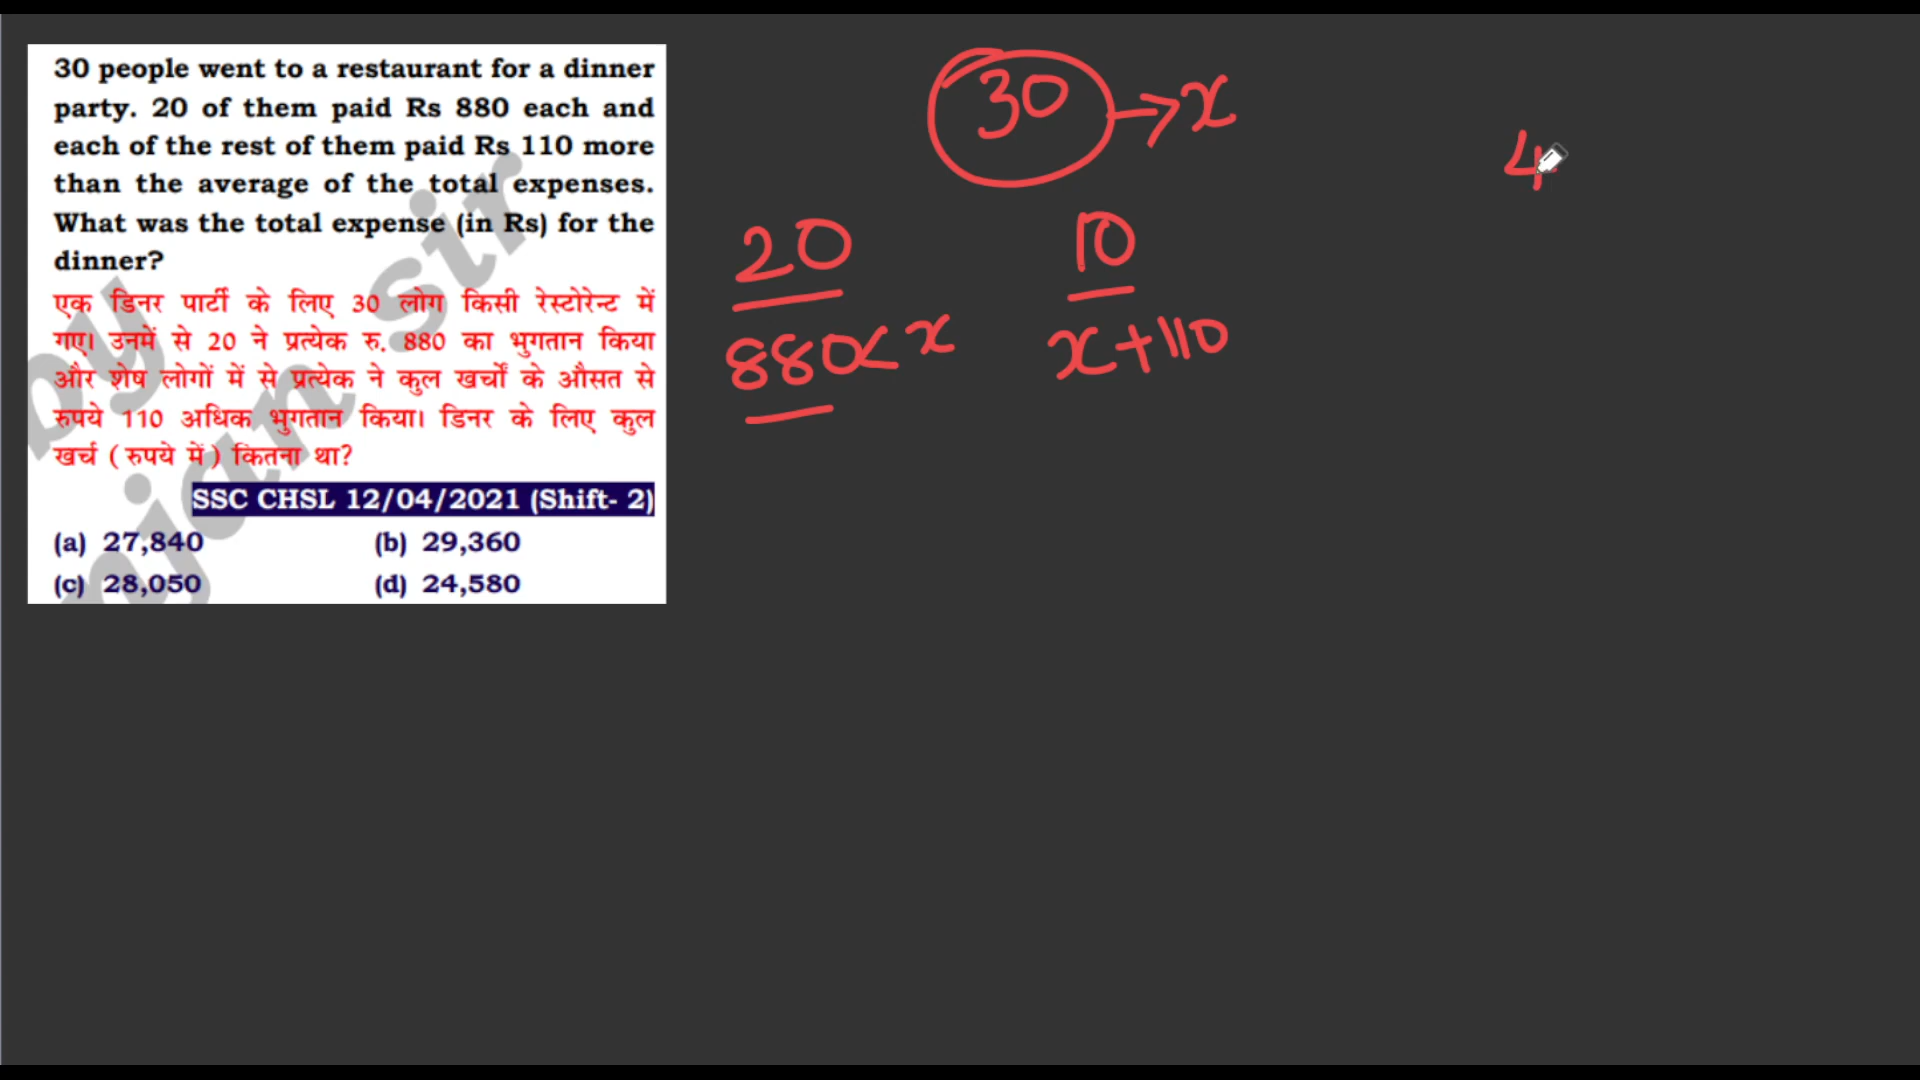 30 people went to a restaurant for a dinner
party. 20 of them paid Rs 880 each and
each of the rest of them paid Rs 110 more
than the average of the total expenses.
What was the total expense (in Rs) for the
dinner?
एक डिनर पार्टी के लिए 30 लोग किसी रेस्टोरेन्ट में
गए। उनमें से 20 ने प्रत्येक रु. 880 का भुगतान किया
और शेष लोगों में से प्रत्येक ने कुल खर्चों के औसत से
रुपये 110 अधिक भुगतान किया। डिनर के लिए कुल
खर्च ( रुपये में ) कितना था?
SSC CHSL 12/04/2021 (Shift- 2)
(a) 27,840 (b) 29,360
(c) 28,050 (d) 24,580
by
njan sir
30 → x
4
20 10
880 < x x + 110